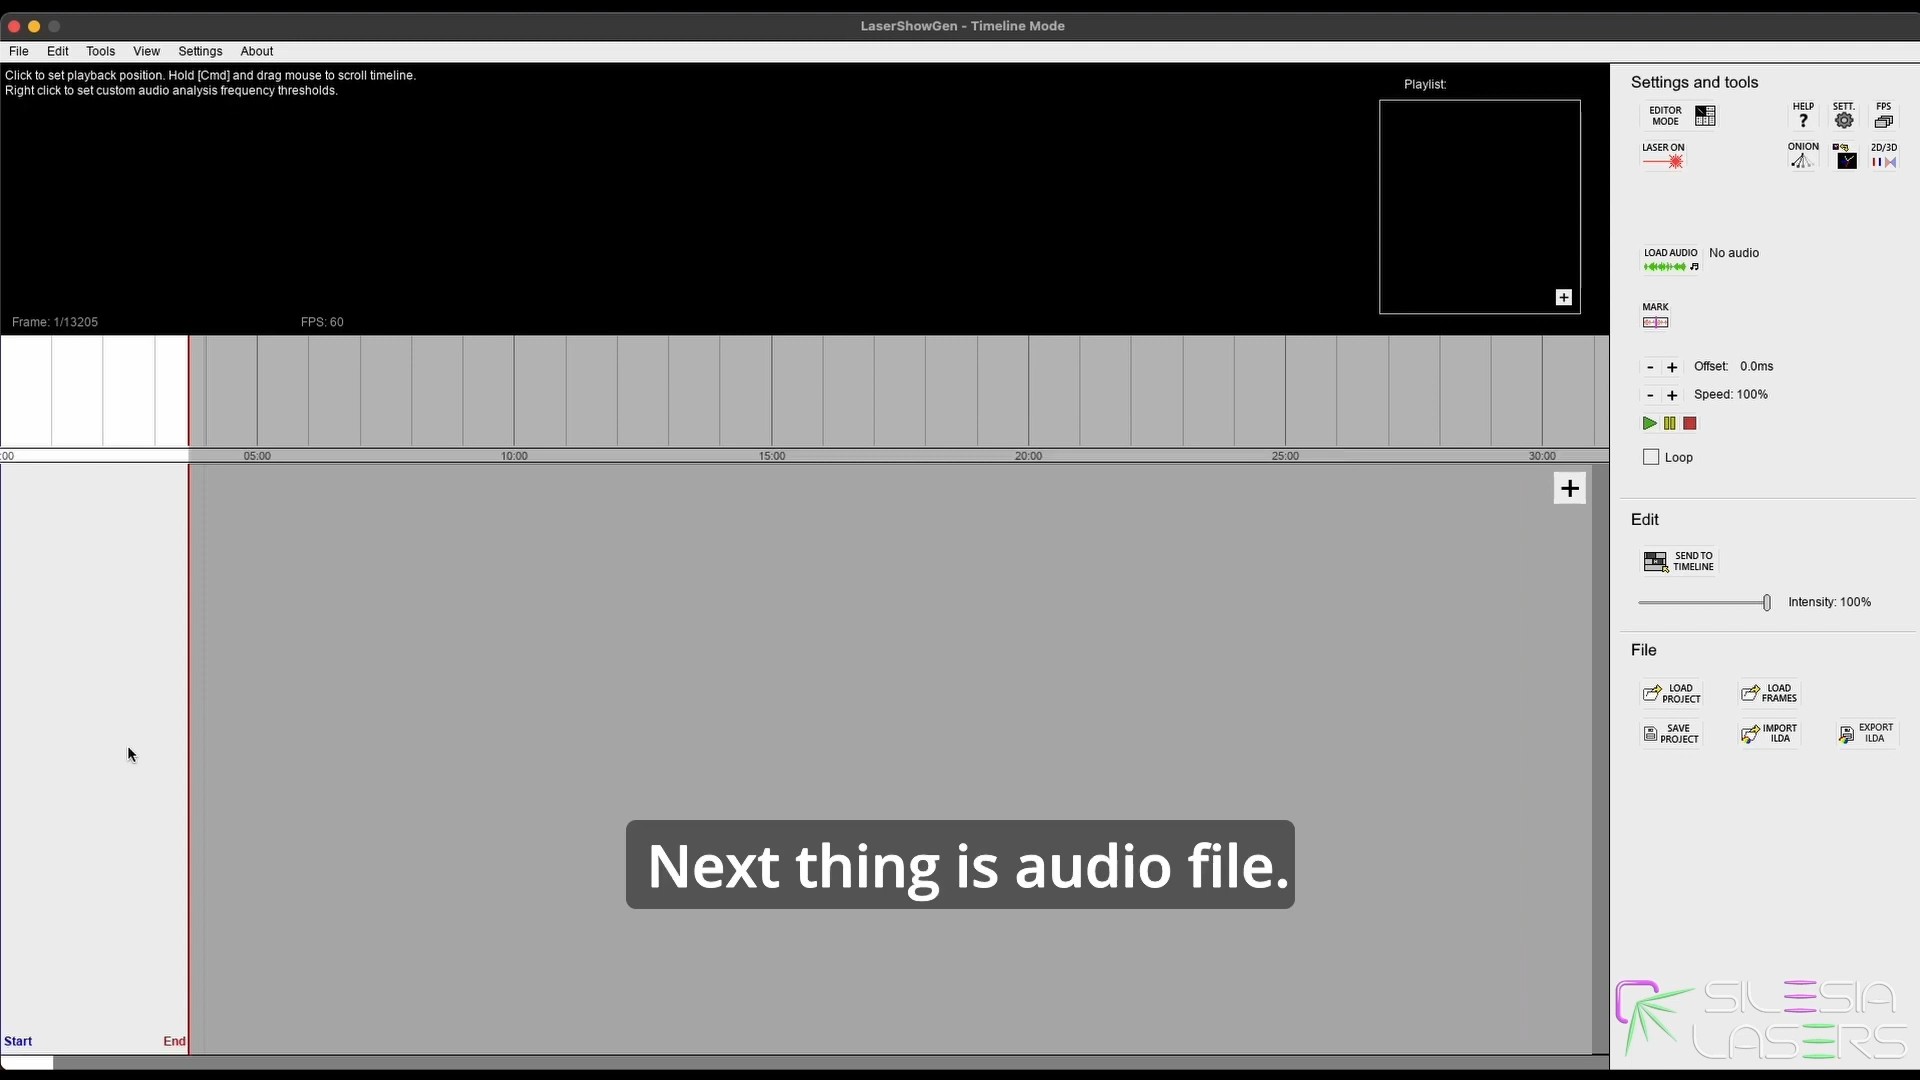 LaserShowGen - Timeline Mode
File Edit Tools View Settings About
Click to set playback position. Hold [Cmd] and drag mouse to scroll timeline.
Right click to set custom audio analysis frequency thresholds.
Playlist:
+
Frame: 1/13205
FPS: 60
:00 05:00 10:00 15:00 20:00 25:00 30:00
+
Start
End
Next thing is audio file.
Settings and tools
EDITOR
MODE
HELP
?
SETT.
FPS
LASER ON
ONION
2D/3D
LOAD AUDIO
No audio
MARK
- + Offset: 0.0ms
- + Speed: 100%
Loop
Edit
SEND TO
TIMELINE
Intensity: 100%
File
LOAD
PROJECT
LOAD
FRAMES
SAVE
PROJECT
IMPORT
ILDA
EXPORT
ILDA
SILESIA
LASERS